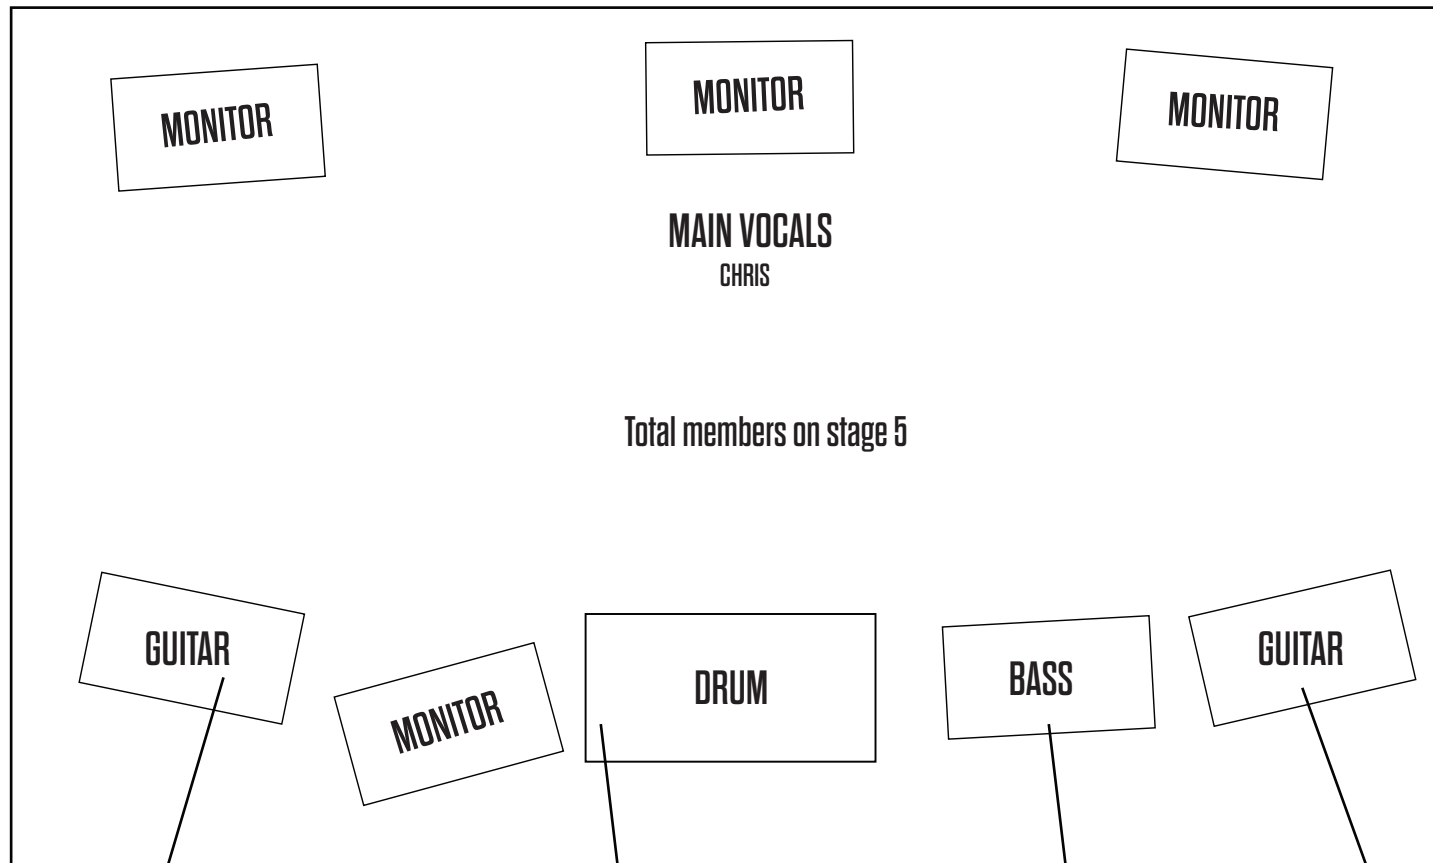 MONITOR
MONITOR
MONITOR
MAIN VOCALS
CHRIS
Total members on stage 5
GUITAR
MONITOR
DRUM
BASS
GUITAR